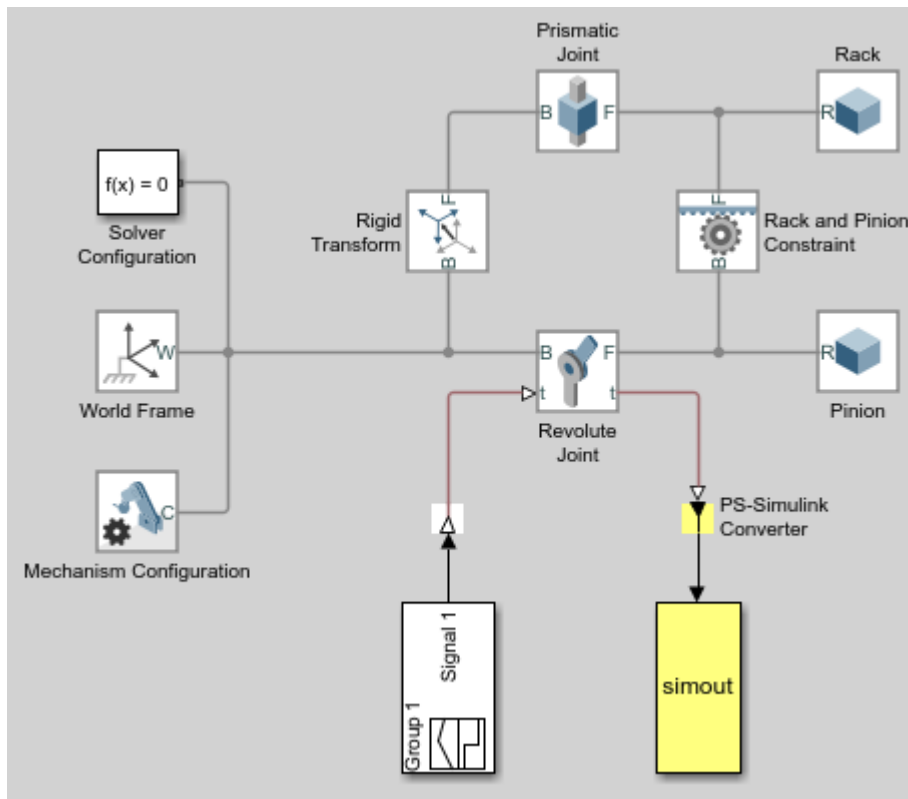 Prismatic
Joint
Rack
B
F
R
f(x) = 0
Solver
Configuration
Rigid
Transform
F
B
F
B
Rack and Pinion
Constraint
W
World Frame
B
F
t
t
Revolute
Joint
R
Pinion
C
Mechanism Configuration
PS-Simulink
Converter
Signal 1
Group 1
simout